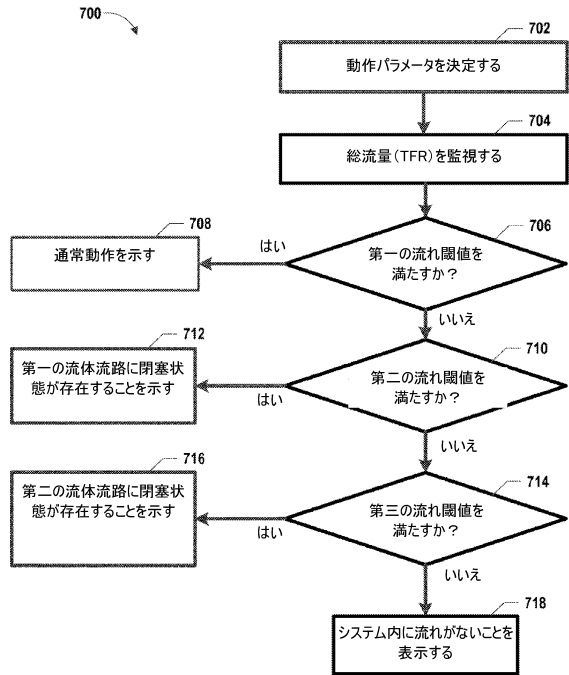 700
702
動作パラメータを決定する
704
総流量(TFR)を監視する
706
第一の流れ閾値を
満たすか?
はい
708
通常動作を示す
いいえ
710
第二の流れ閾値を
満たすか?
はい
712
第一の流体流路に閉塞状
態が存在することを示す
いいえ
714
第三の流れ閾値を
満たすか?
はい
716
第二の流体流路に閉塞状
態が存在することを示す
いいえ
718
システム内に流れがないことを
表示する